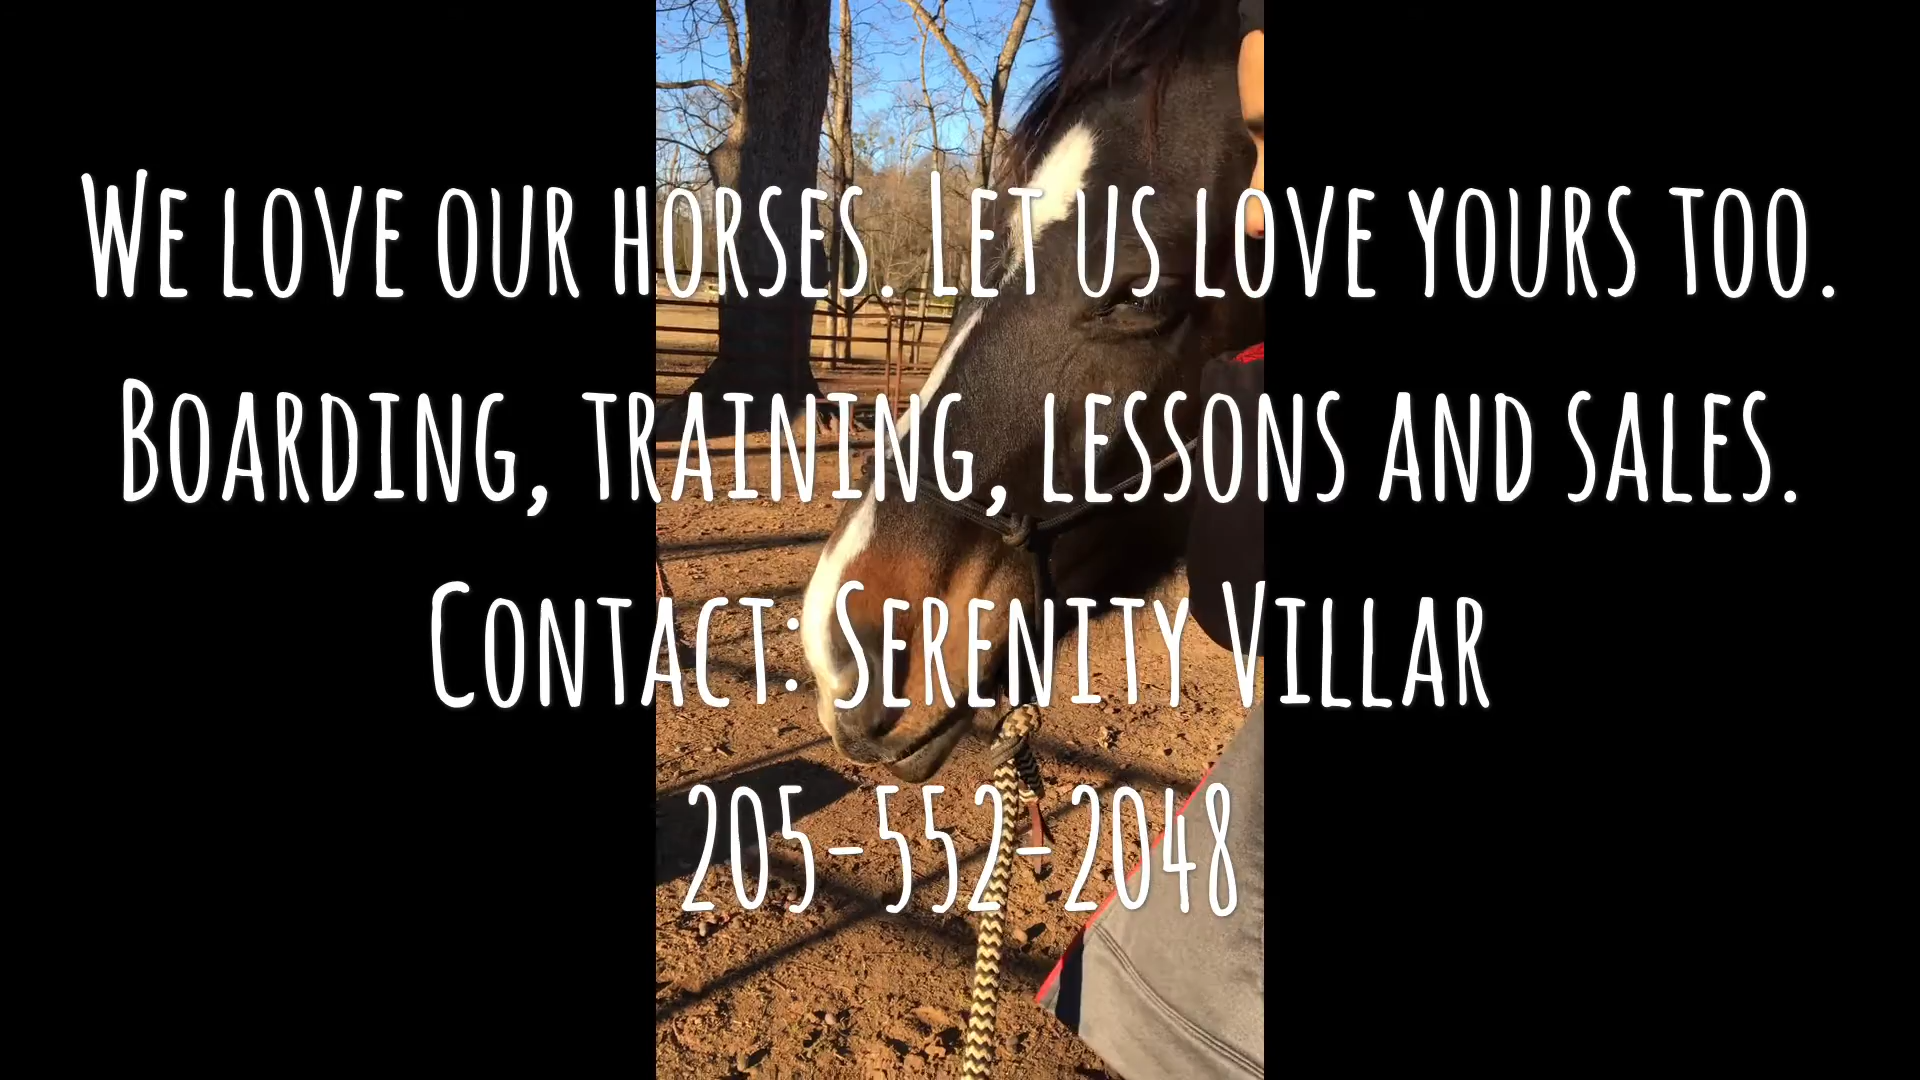 We love our horses. Let us love yours too.
Boarding, training, lessons and sales.
Contact: Serenity Villar
205-552-2048